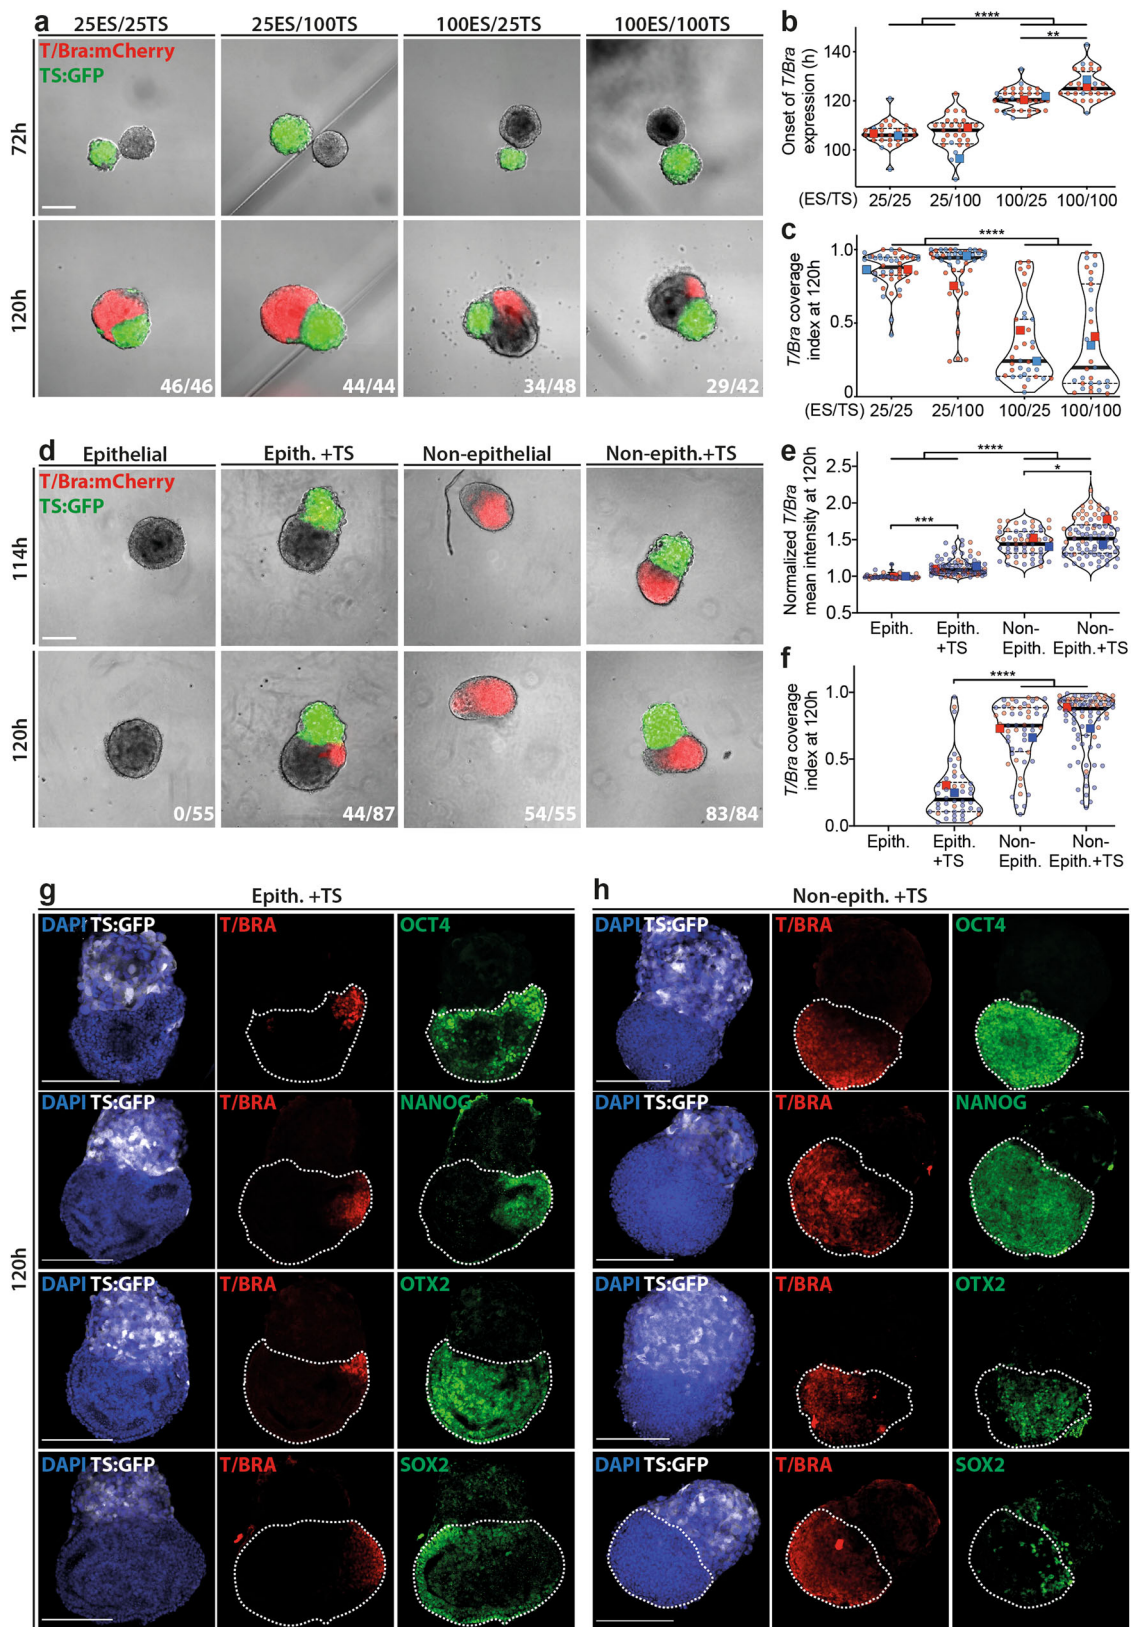 a
25ES/25TS
25ES/100TS
100ES/25TS
100ES/100TS
T/Bra:mCherry
TS:GFP
72h
120h
46/46
44/44
34/48
29/42
b
Onset of T/Bra
expression (h)
140
120
100
****
**
(ES/TS)
25/25
25/100
100/25
100/100
c
T/Bra coverage
index at 120h
1.0
0.5
0
****
(ES/TS)
25/25
25/100
100/25
100/100
d
Epithelial
Epith. +TS
Non-epithelial
Non-epith.+TS
T/Bra:mCherry
TS:GFP
114h
120h
0/55
44/87
54/55
83/84
e
Normalized T/Bra
mean intensity at 120h
2.5
2.0
1.5
1.0
0.5
****
*
***
Epith.
Epith.
+TS
Non-
Epith.
Non-
Epith.+TS
f
T/Bra coverage
index at 120h
1.0
0.5
0.0
****
Epith.
Epith.
+TS
Non-
Epith.
Non-
Epith.+TS
g
Epith. +TS
120h
DAPI TS:GFP
T/BRA
OCT4
DAPI TS:GFP
T/BRA
NANOG
DAPI TS:GFP
T/BRA
OTX2
DAPI TS:GFP
T/BRA
SOX2
h
Non-epith. +TS
DAPI TS:GFP
T/BRA
OCT4
DAPI TS:GFP
T/BRA
NANOG
DAPI TS:GFP
T/BRA
OTX2
DAPI TS:GFP
T/BRA
SOX2